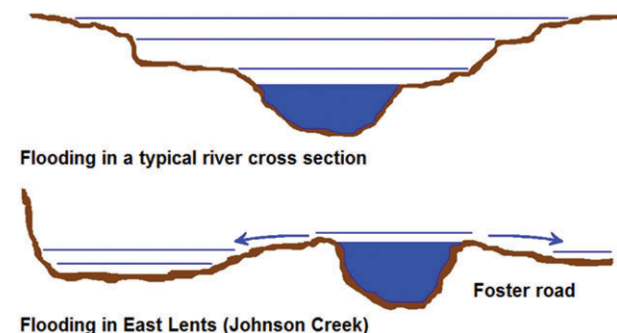 Flooding in a typical river cross section
Foster road
Flooding in East Lents (Johnson Creek)